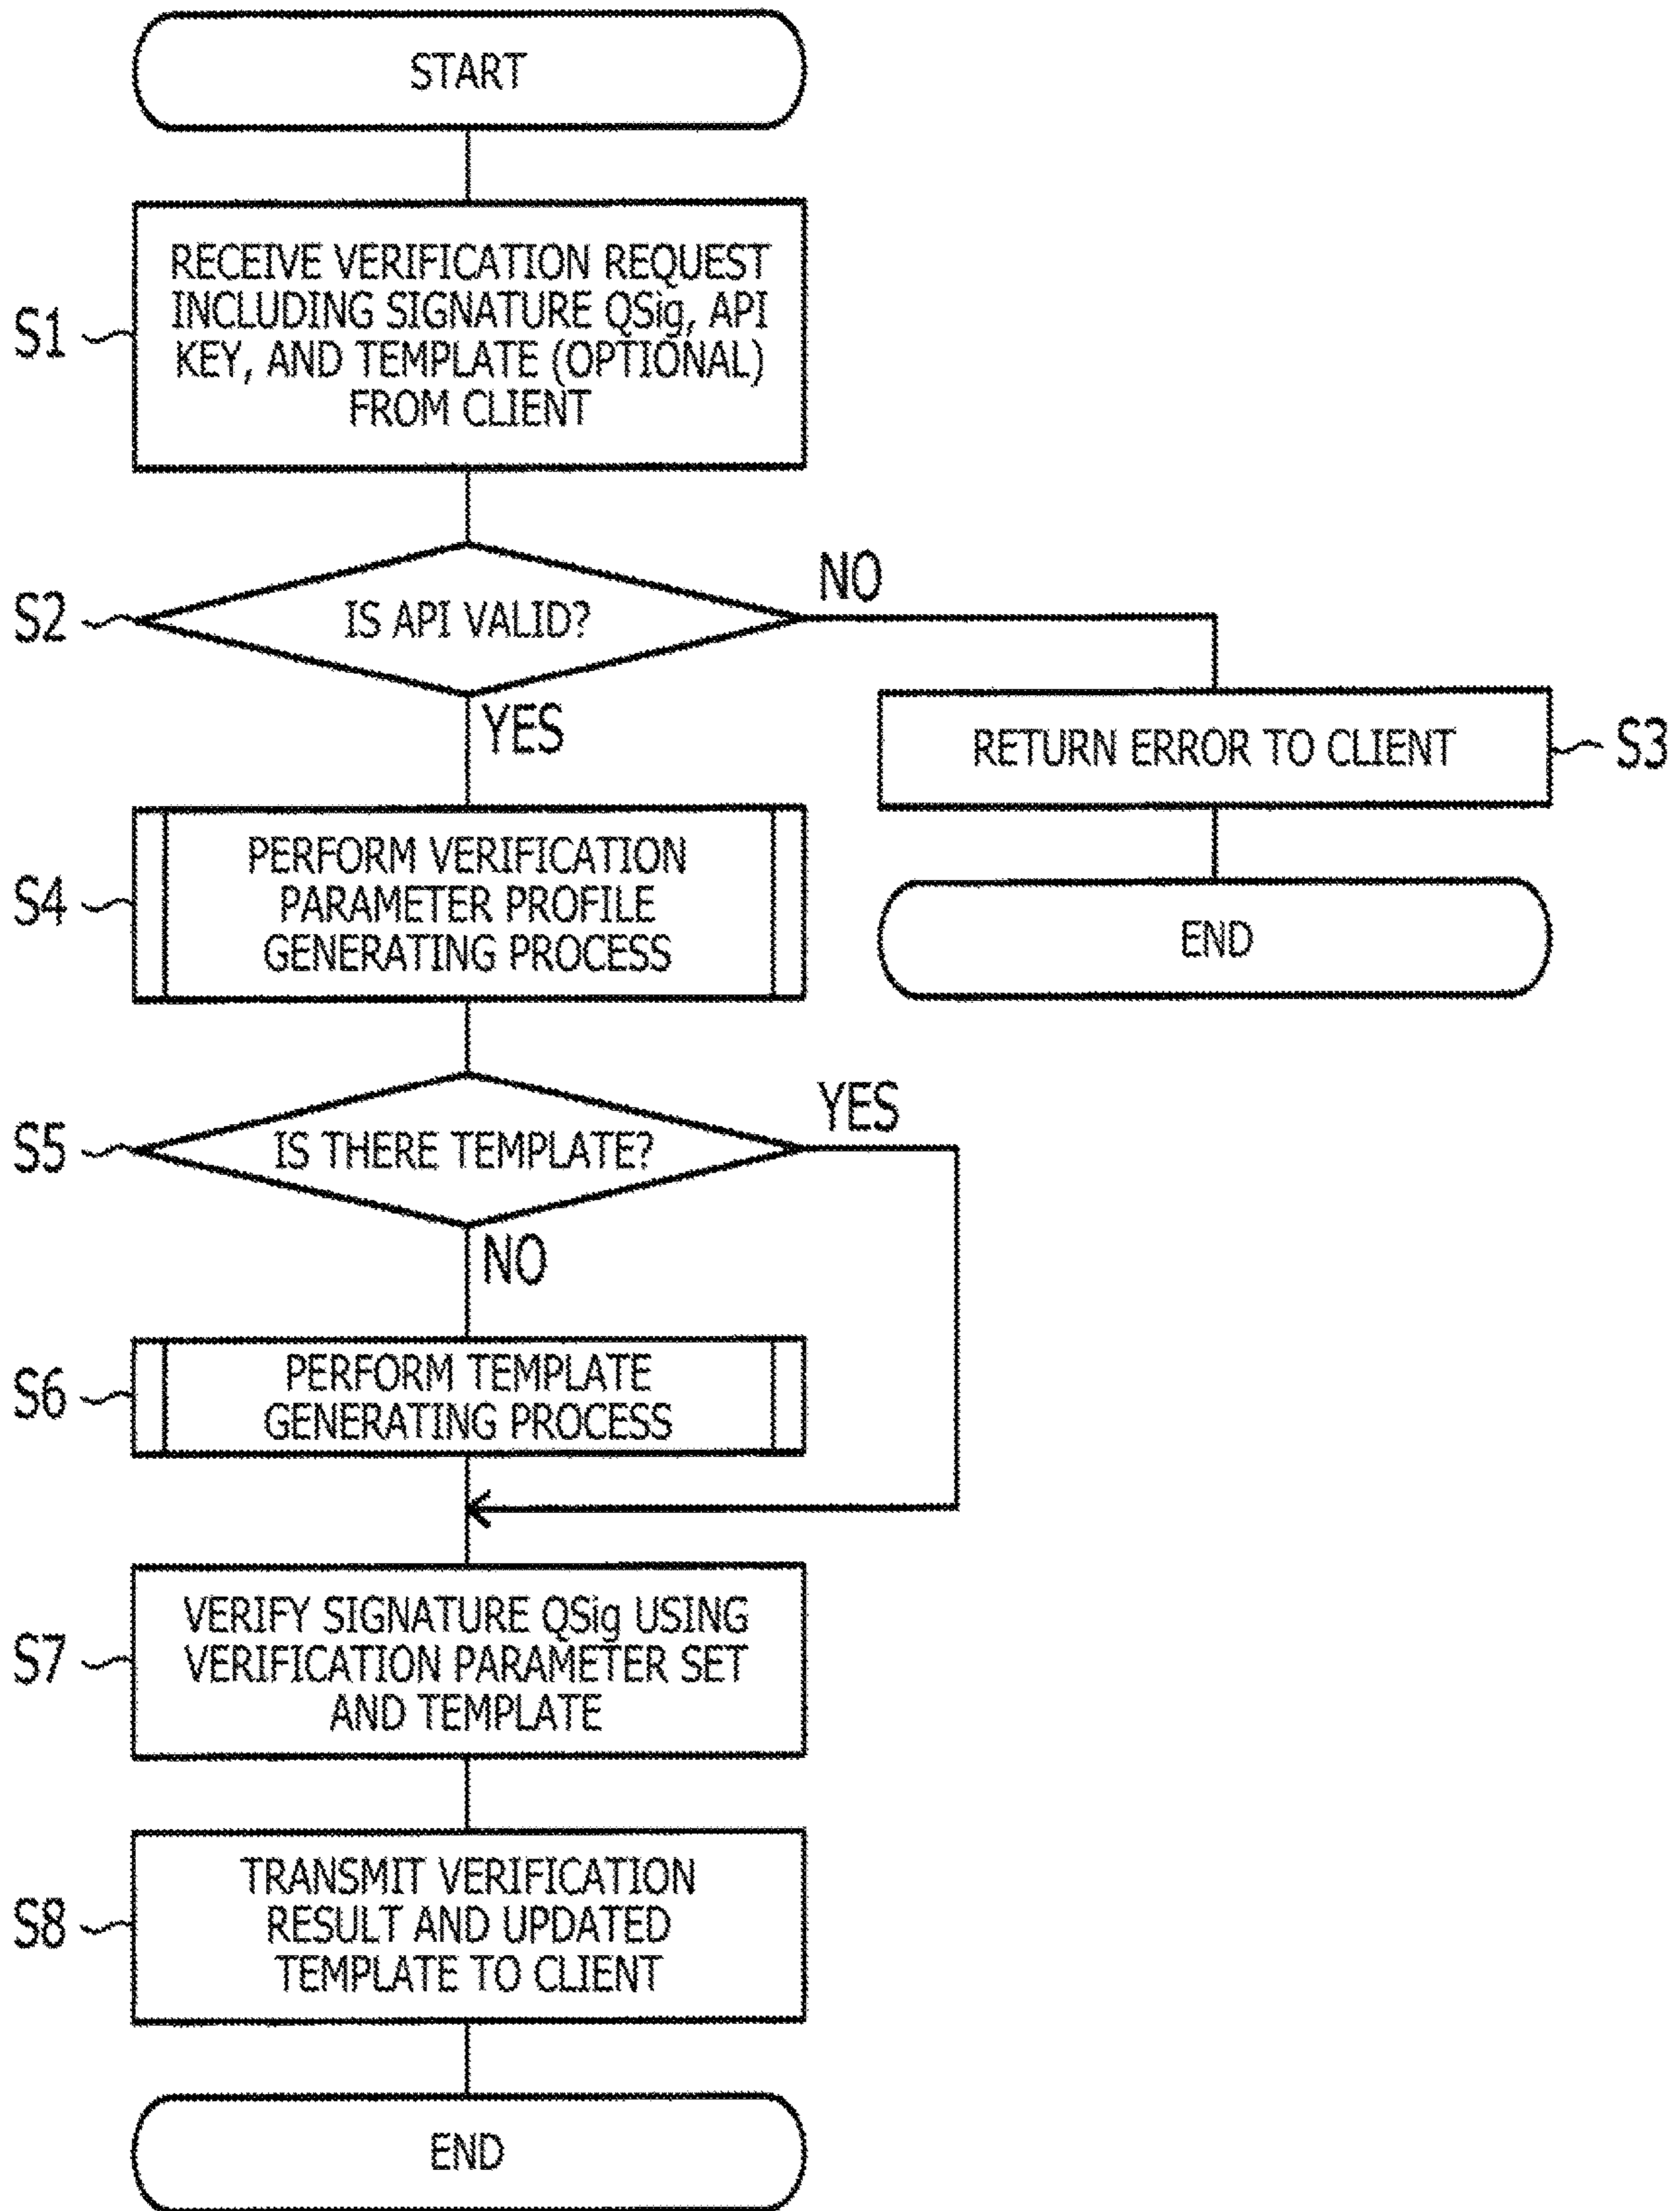 START
S1
RECEIVE VERIFICATION REQUEST
INCLUDING SIGNATURE QSig, API
KEY, AND TEMPLATE (OPTIONAL)
FROM CLIENT
S2
IS API VALID?
NO
YES
RETURN ERROR TO CLIENT
S3
END
S4
PERFORM VERIFICATION
PARAMETER PROFILE
GENERATING PROCESS
S5
IS THERE TEMPLATE?
YES
NO
S6
PERFORM TEMPLATE
GENERATING PROCESS
S7
VERIFY SIGNATURE QSig USING
VERIFICATION PARAMETER SET
AND TEMPLATE
S8
TRANSMIT VERIFICATION
RESULT AND UPDATED
TEMPLATE TO CLIENT
END